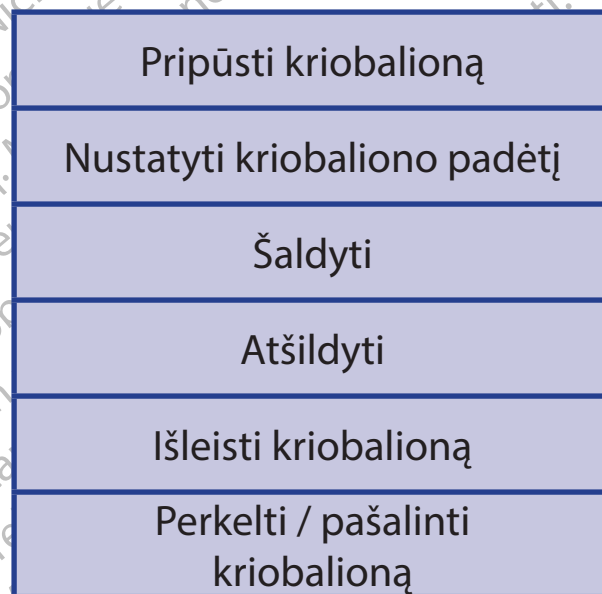 Pripūsti kriobalioną
Nustatyti kriobaliono padėtį
Šaldyti
Atšildyti
Išleisti kriobalioną
Perkelti / pašalinti
kriobalioną